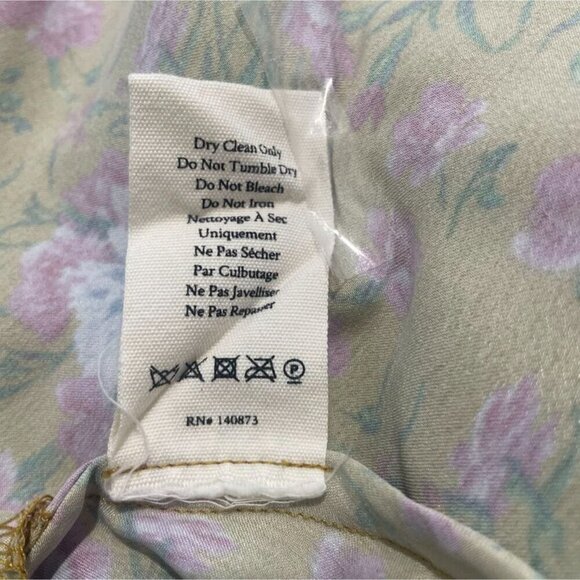 Dry Clean Only
Do Not Tumble Dry
Do Not Bleach
Do Not Iron
Nettoyage À Sec
Uniquement
Ne Pas Sécher
Par Culbutage
Ne Pas Javelliser
Ne Pas Repasser
P
RN# 140873